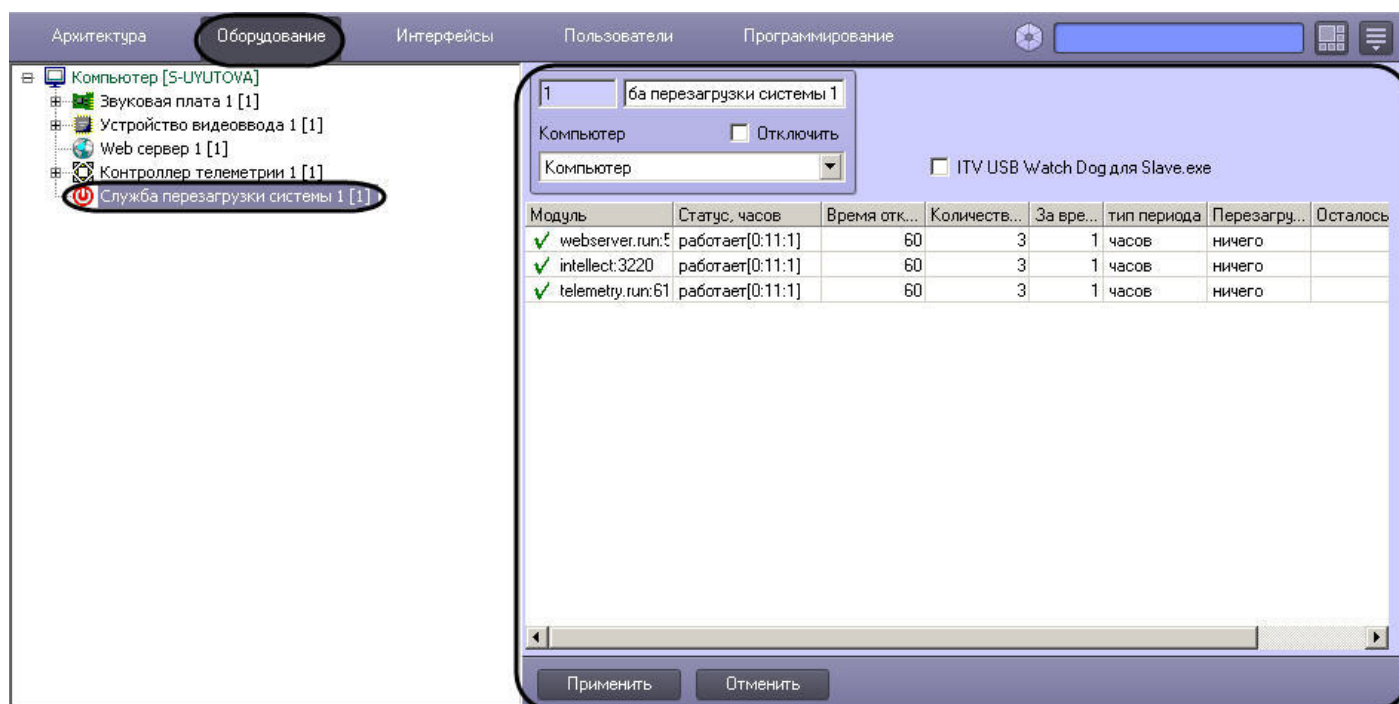 Архитектура Оборудование Интерфейсы Пользователи Программирование
Компьютер [S-UYUTOVA]
Звуковая плата 1 [1]
Устройство видеоввода 1 [1]
Web сервер 1 [1]
Контроллер телеметрии 1 [1]
Служба перезагрузки системы 1 [1]
1 ба перезагрузки системы 1
Компьютер Отключить
Компьютер
ITV USB Watch Dog для Slave.exe
Модуль Статус, часов Время отк... Количеств... За вре... тип периода Перезагру... Осталось
webserver.run:5 работает[0:11:1] 60 3 1 часов ничего
intellect:3220 работает[0:11:1] 60 3 1 часов ничего
telemetry.run:61 работает[0:11:1] 60 3 1 часов ничего
Применить Отменить